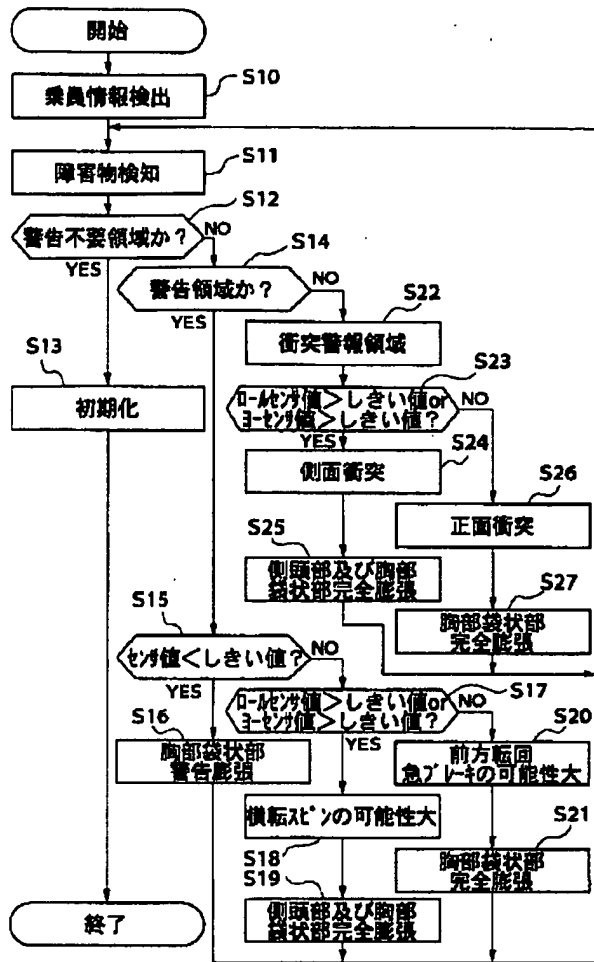 開始
S10
乗員情報検出
S11
障害物検知
S12
警告不要領域か？
NO
YES
S14
警告領域か？
NO
YES
S13
初期化
S22
衝突警報領域
S23
ロールセンサ値＞しきい値or
ヨーセンサ値＞しきい値？
NO
YES
S24
側面衝突
S26
正面衝突
S25
側頭部及び胸部
袋状部完全膨張
S27
胸部袋状部
完全膨張
S15
センサ値＜しきい値？
NO
YES
S16
胸部袋状部
警告膨張
S17
ロールセンサ値＞しきい値or
ヨーセンサ値＞しきい値？
NO
YES
S20
前方転回
急ブレーキの可能性大
横転スピンの可能性大
S18
S21
胸部袋状部
完全膨張
S19
側頭部及び胸部
袋状部完全膨張
終了